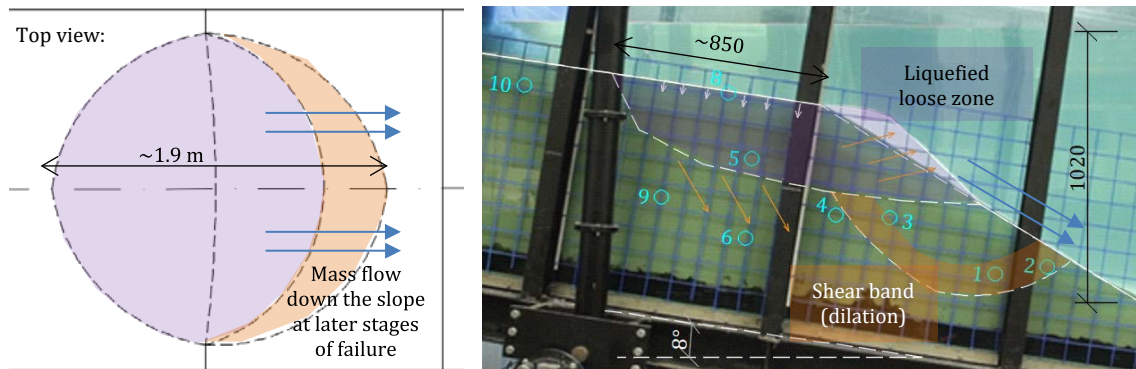 Top view:
~1.9 m
Mass flow
down the slope
at later stages
of failure
~850
Liquefied
loose zone
10
8
5
9
4
3
6
1
2
1020
Shear band
(dilation)
8°